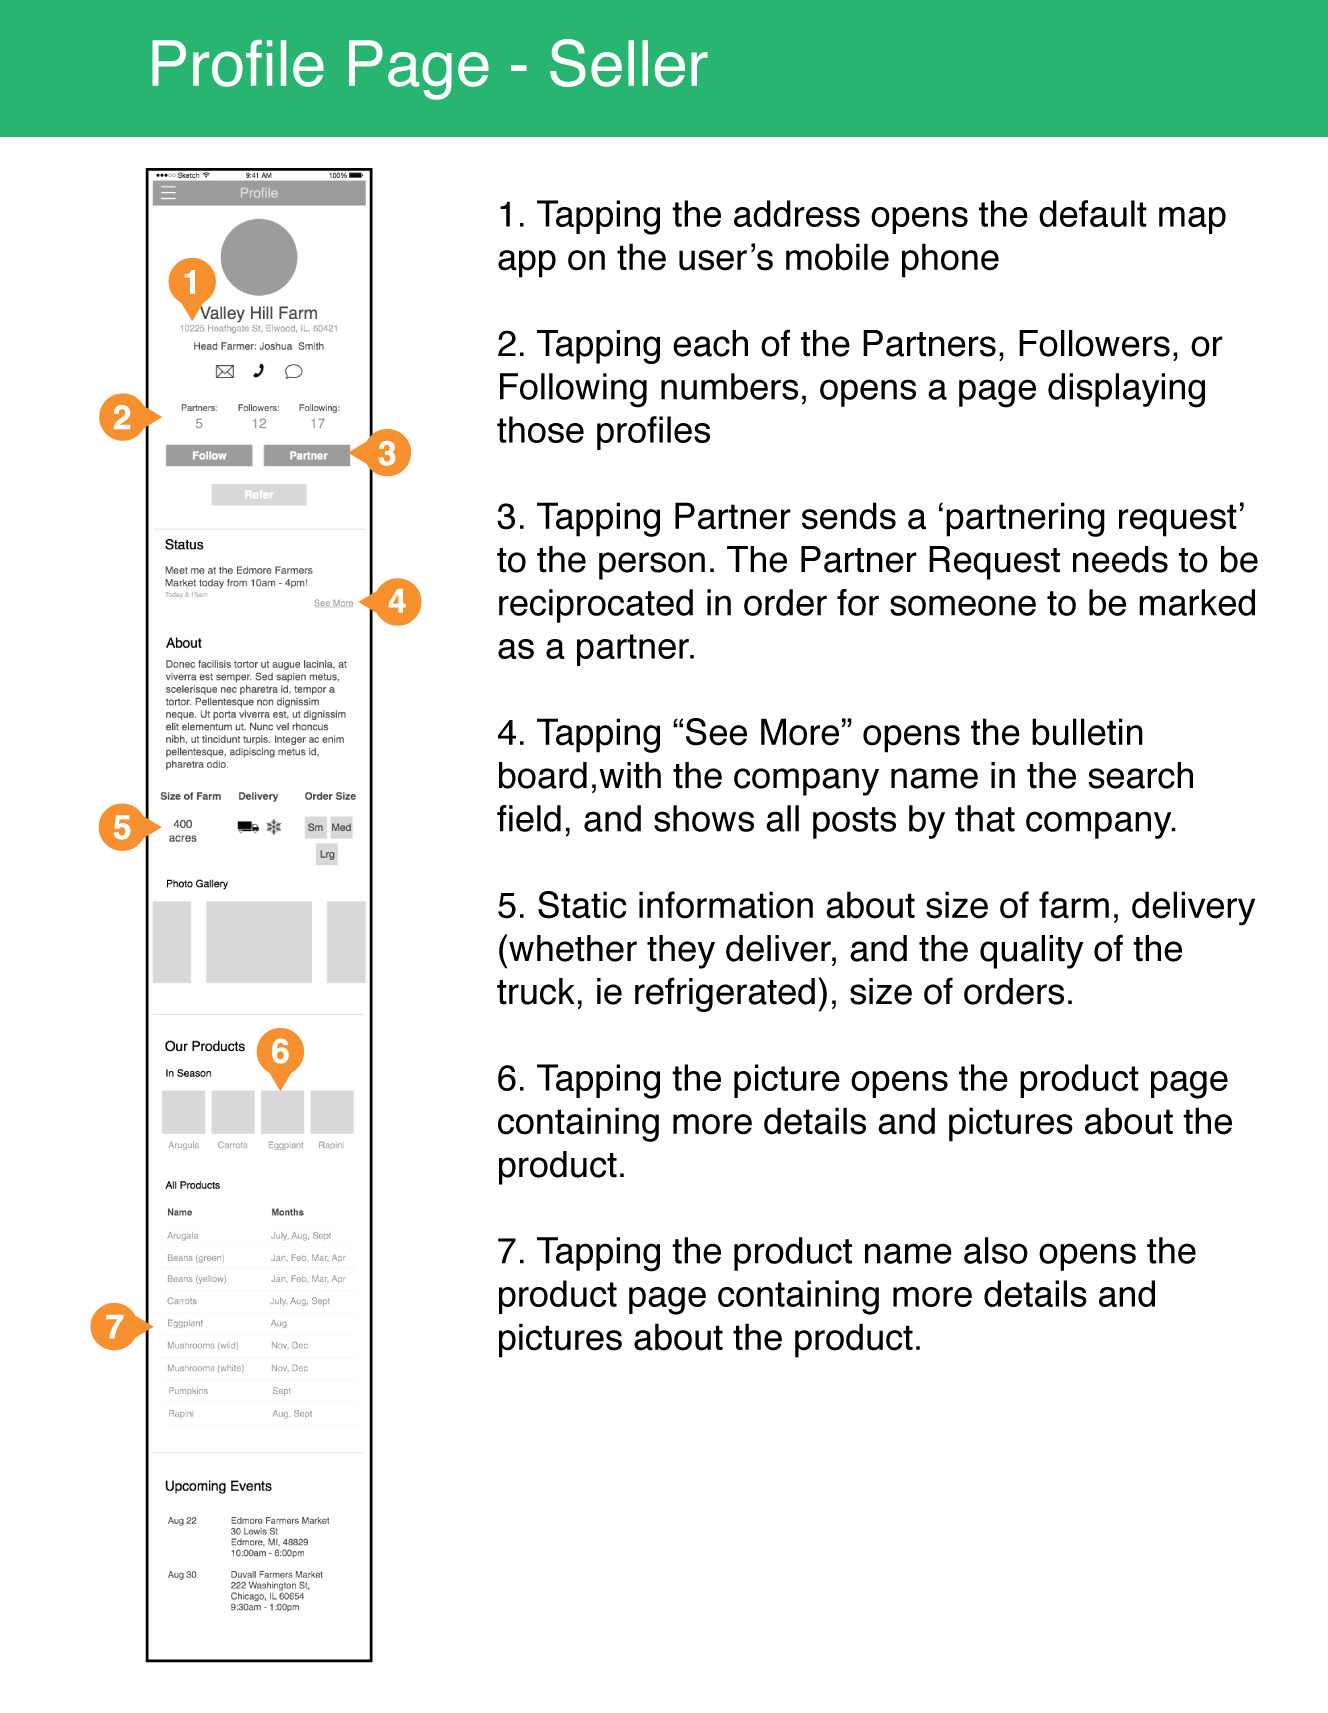 Profile Page - Seller
Sketch 9:41 AM 100%
Profile
1
Valley Hill Farm
10225 Heathgate St, Elwood, IL, 60421
Head Farmer: Joshua Smith
2
Partners: Followers: Following:
5 12 17
Follow Partner
3
Refer
Status
Meet me at the Edmore Farmers
Market today from 10am - 4pm!
Today 8:15am
See More
4
About
Donec facilisis tortor ut augue lacinia, at
viverra est semper. Sed sapien metus,
scelerisque nec pharetra id, tempor a
tortor. Pellentesque non dignissim
neque. Ut porta viverra est, ut dignissim
elit elementum ut. Nunc vel rhoncus
nibh, ut tincidunt turpis. Integer ac enim
pellentesque, adipiscing metus id,
pharetra odio.
Size of Farm Delivery Order Size
5
400
acres
Sm Med
Lrg
Photo Gallery
Our Products
6
In Season
Arugula Carrots Eggplant Rapini
All Products
Name Months
Arugala July, Aug, Sept
Beans (green) Jan, Feb, Mar, Apr
Beans (yellow) Jan, Feb, Mar, Apr
Carrots July, Aug, Sept
7
Eggplant Aug
Mushrooms (wild) Nov, Dec
Mushrooms (white) Nov, Dec
Pumpkins Sept
Rapini Aug, Sept
Upcoming Events
Aug 22 Edmore Farmers Market
30 Lewis St
Edmore, MI, 48829
10:00am - 6:00pm
Aug 30 Duvall Farmers Market
222 Washington St,
Chicago, IL 60654
9:30am - 1:00pm
1. Tapping the address opens the default map
app on the user’s mobile phone
2. Tapping each of the Partners, Followers, or
Following numbers, opens a page displaying
those profiles
3. Tapping Partner sends a ‘partnering request’
to the person. The Partner Request needs to be
reciprocated in order for someone to be marked
as a partner.
4. Tapping “See More” opens the bulletin
board,with the company name in the search
field, and shows all posts by that company.
5. Static information about size of farm, delivery
(whether they deliver, and the quality of the
truck, ie refrigerated), size of orders.
6. Tapping the picture opens the product page
containing more details and pictures about the
product.
7. Tapping the product name also opens the
product page containing more details and
pictures about the product.